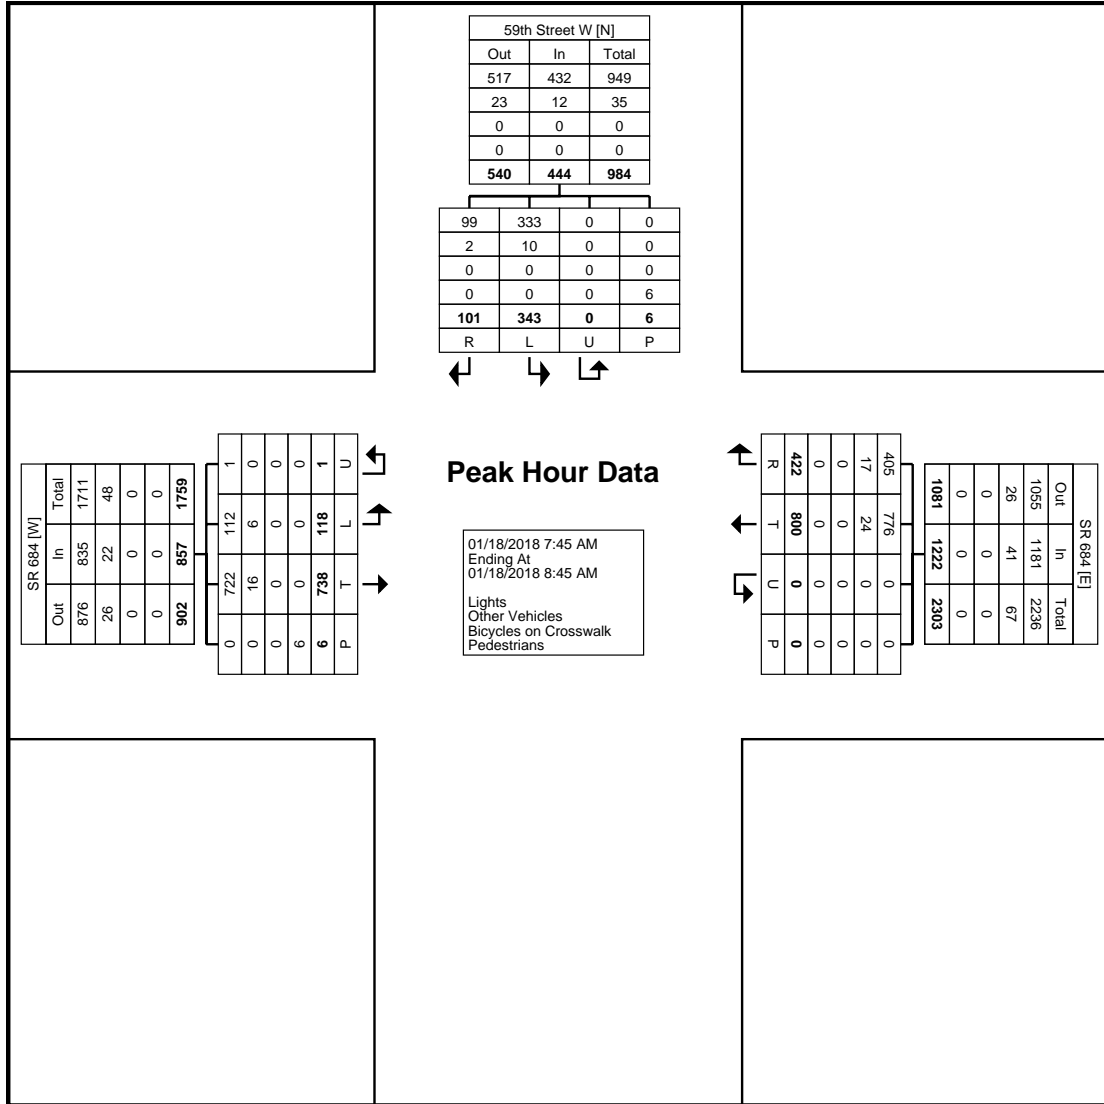 59th Street W [N]
Out In Total
517 432 949
23 12 35
0 0 0
0 0 0
540 444 984
99 333 0 0
2 10 0 0
0 0 0 0
0 0 0 6
101 343 0 6
R L U P
SR 684 [W]
Total In Out
1711 835 876
48 22 26
0 0 0
0 0 0
1759 857 902
1 112 722 0
0 6 16 0
0 0 0 0
0 0 0 6
1 118 738 6
U L T P
Peak Hour Data
01/18/2018 7:45 AM
Ending At
01/18/2018 8:45 AM
Lights
Other Vehicles
Bicycles on Crosswalk
Pedestrians
SR 684 [E]
Out In Total
1055 1181 2236
26 41 67
0 0 0
0 0 0
1081 1222 2303
405 776 0 0
17 24 0 0
0 0 0 0
0 0 0 0
422 800 0 0
R T U P